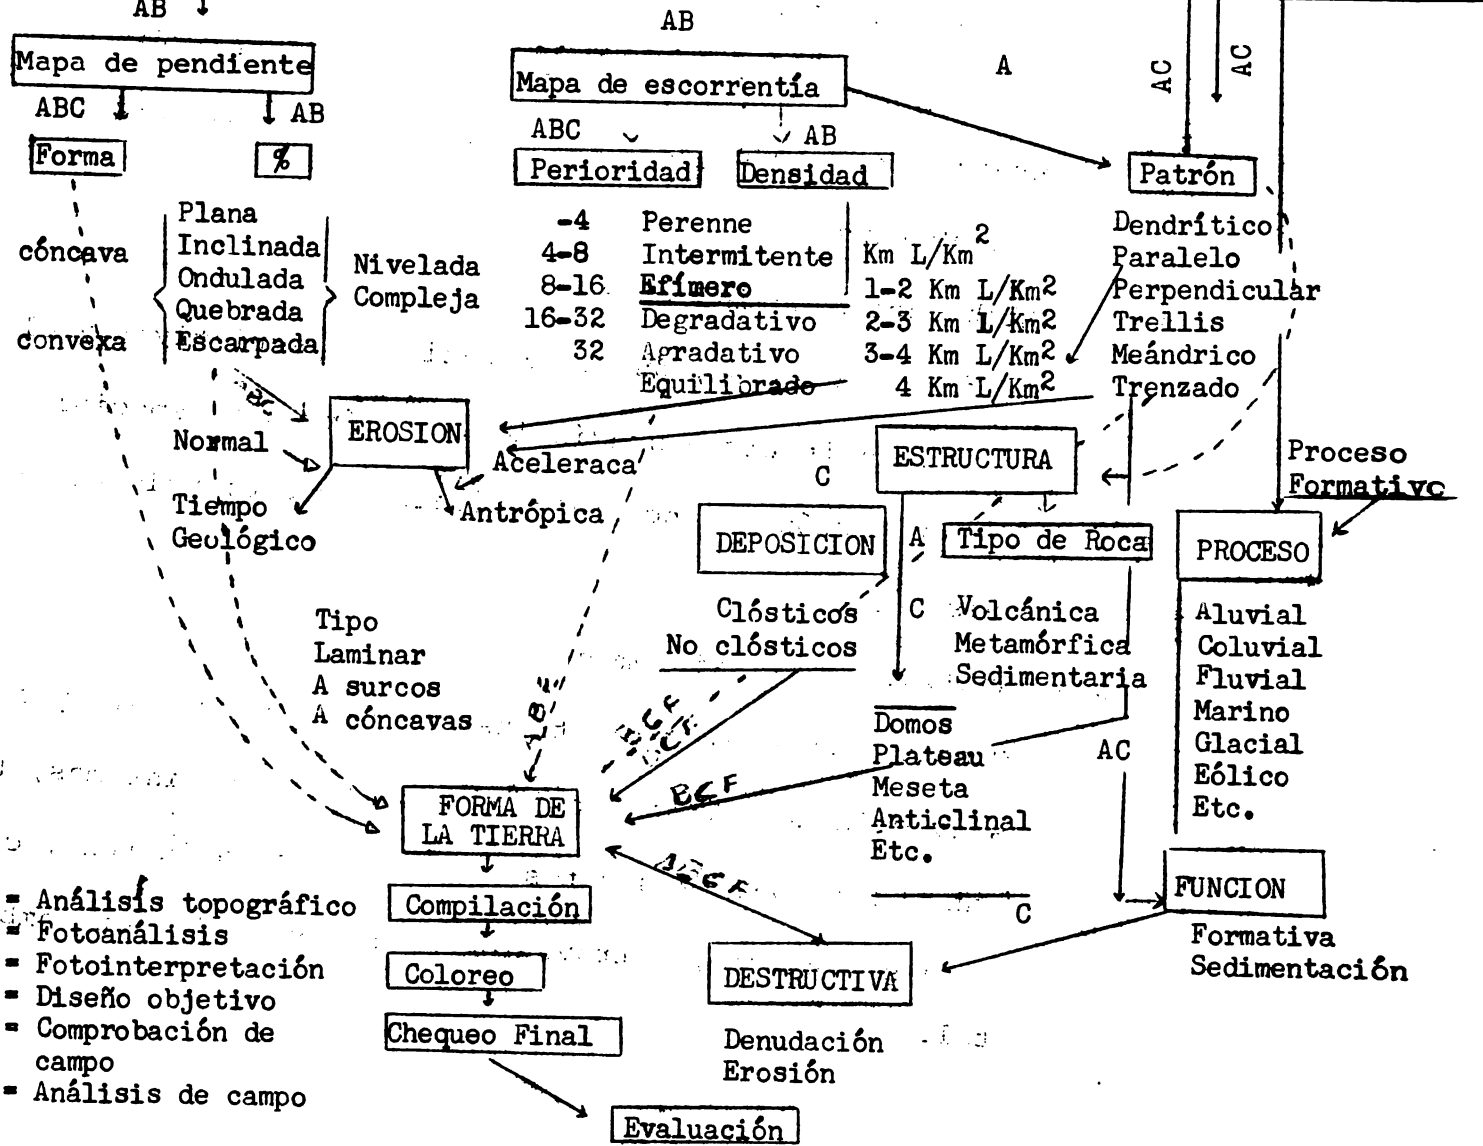 AB
AB
A
AC
AC
Mapa de pendiente
Mapa de escorrentía
ABC
AB
ABC
AB
Forma
%
Perioridad
Densidad
Patrón
cóncava
convexa
Plana
Inclinada
Ondulada
Quebrada
Escarpada
Nivelada
Compleja
-4
4-8
8-16
16-32
32
Perenne
Intermitente
Efímero
Degradativo
Agradativo
Equilibrado
Km L/Km2
1-2 Km L/Km2
2-3 Km L/Km2
3-4 Km L/Km2
4 Km L/Km2
Dendrítico
Paralelo
Perpendicular
Trellis
Meándrico
Trenzado
EROSION
Normal
Aceleraca
Tiempo
Geológico
Antrópica
C
ESTRUCTURA
Proceso
Formativo
DEPOSICION
A
Tipo de Roca
PROCESO
Clósticos
No clósticos
C
Volcánica
Metamórfica
Sedimentaria
Aluvial
Coluvial
Fluvial
Marino
Glacial
Eólico
Etc.
Tipo
Laminar
A surcos
A cóncavas
Domos
Plateau
Meseta
Anticlinal
Etc.
AC
BCF
FORMA DE
LA TIERRA
ABCF
C
FUNCION
Formativa
Sedimentación
Compilación
Coloreo
Chequeo Final
Evaluación
DESTRUCTIVA
Denudación
Erosión
= Análisis topográfico
= Fotoanálisis
= Fotointerpretación
= Diseño objetivo
= Comprobación de
campo
= Análisis de campo